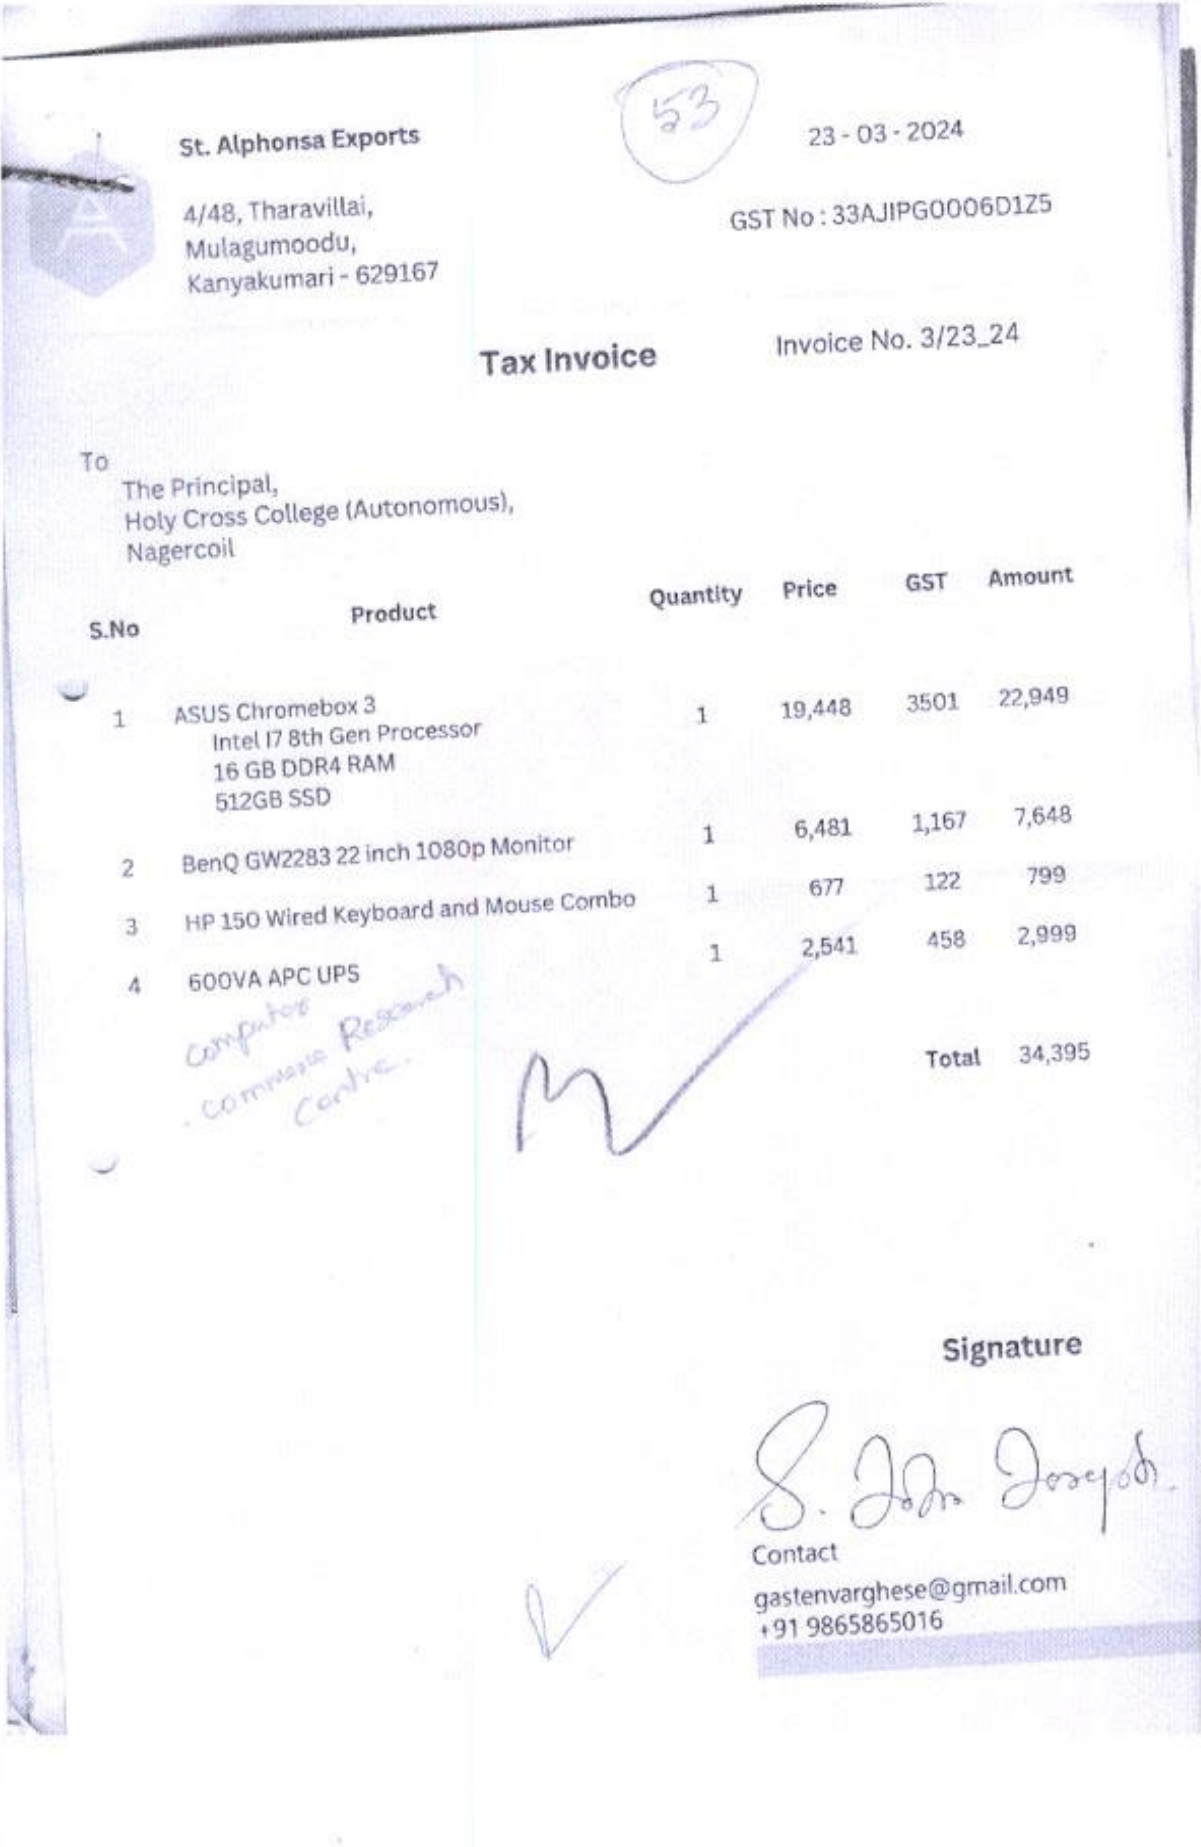 53
St. Alphonsa Exports
23 - 03 - 2024
4/48, Tharavillai,
Mulagumoodu,
Kanyakumari - 629167
GST No : 33AJIPG0006D1Z5
Tax Invoice
Invoice No. 3/23_24
To
The Principal,
Holy Cross College (Autonomous),
Nagercoil
S.No Product Quantity Price GST Amount
1 ASUS Chromebox 3 1 19,448 3501 22,949
Intel I7 8th Gen Processor
16 GB DDR4 RAM
512GB SSD
2 BenQ GW2283 22 inch 1080p Monitor 1 6,481 1,167 7,648
3 HP 150 Wired Keyboard and Mouse Combo 1 677 122 799
4 600VA APC UPS 1 2,541 458 2,999
Computer
Commerce Research
Centre.
Total 34,395
Signature
S. John Joseph.
Contact
gastenvarghese@gmail.com
+91 9865865016